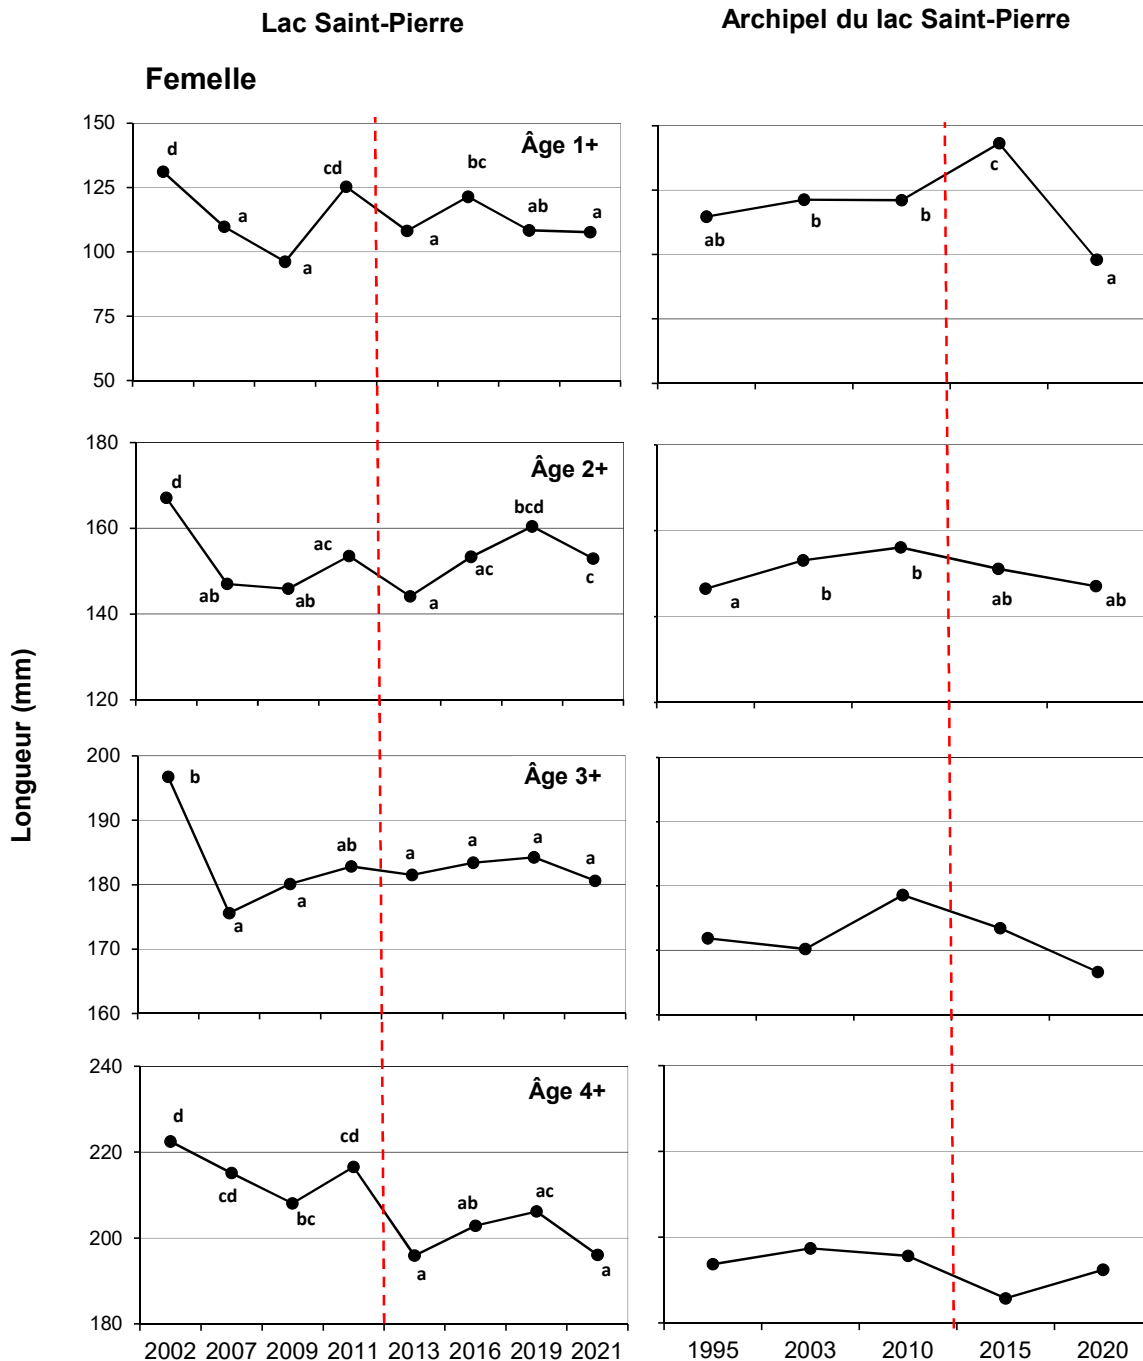 Lac Saint-Pierre
Archipel du lac Saint-Pierre
Femelle
Longueur (mm)
150
125
100
75
50
Âge 1+
d
a
a
cd
a
bc
ab
a
ab
b
b
c
a
180
160
140
120
Âge 2+
d
ab
ab
ac
a
ac
bcd
c
a
b
b
ab
ab
200
190
180
170
160
Âge 3+
b
a
a
ab
a
a
a
a
240
220
200
180
Âge 4+
d
cd
bc
cd
a
ab
ac
a
2002 2007 2009 2011 2013 2016 2019 2021
1995 2003 2010 2015 2020